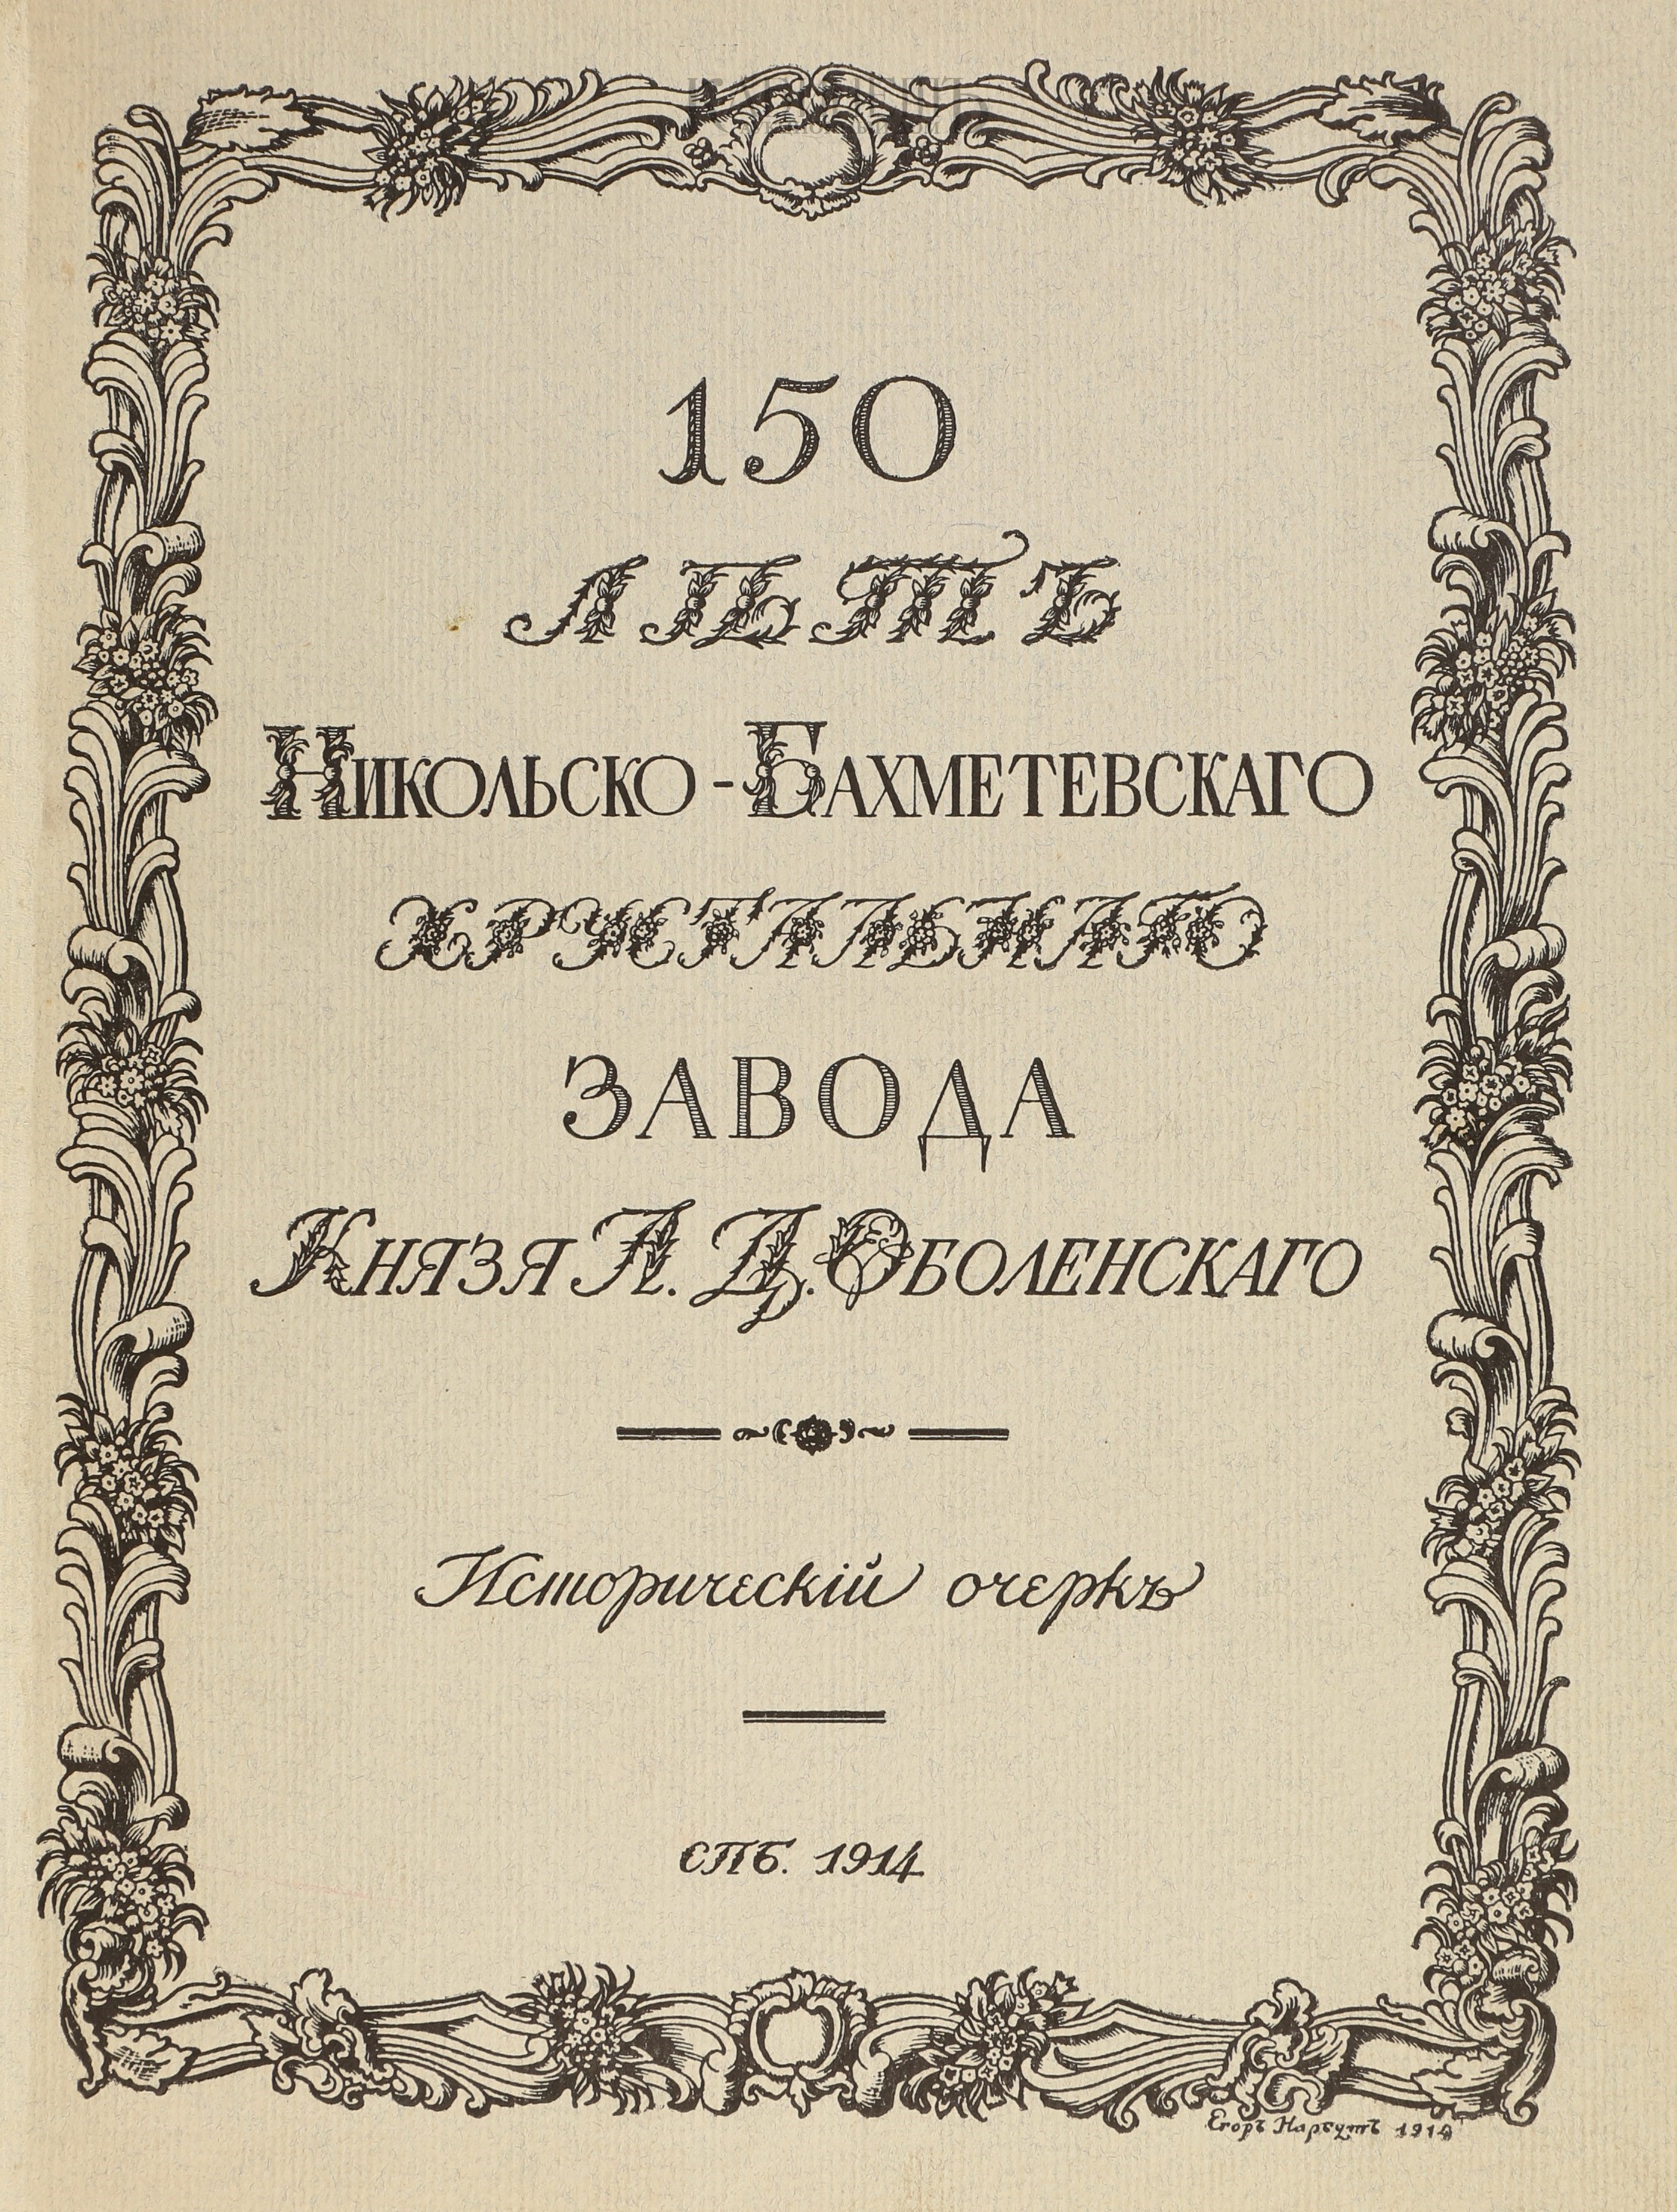 150
ЛѢТЪ
Никольско-Бахметевскаго
ХРУСТАЛЬНАГО
ЗАВОДА
Князя А. Д. Оболенскаго
Историческій очеркъ
СПб. 1914
Егоръ Нарбутъ 1914